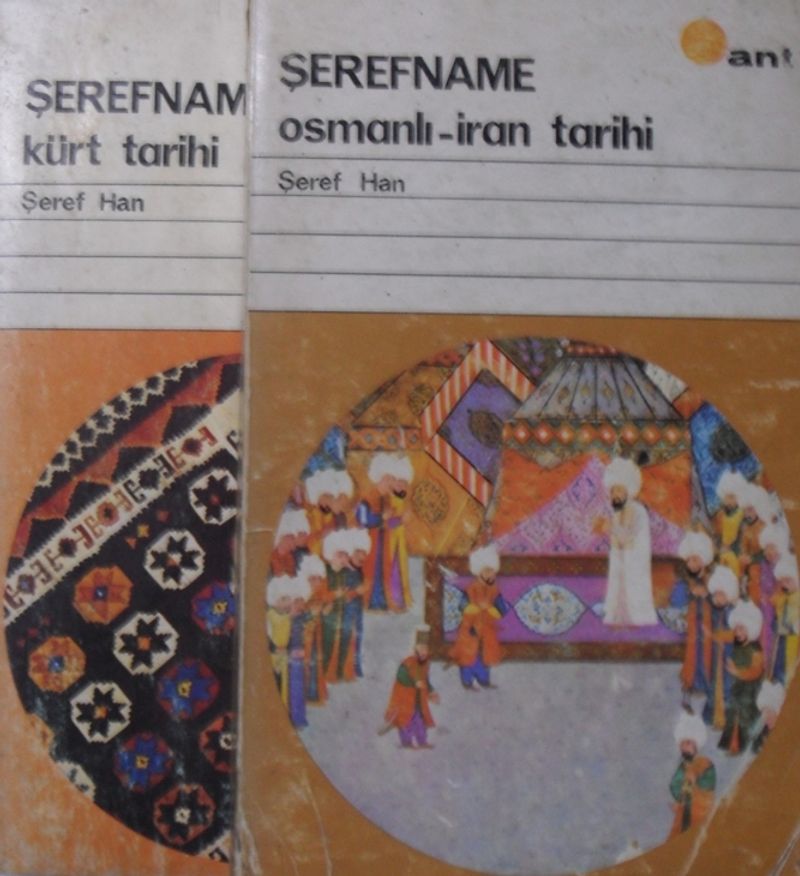 ŞEREFNAM
kürt tarihi
Şeref Han
ŞEREFNAME
osmanlı-iran tarihi
Şeref Han
ant